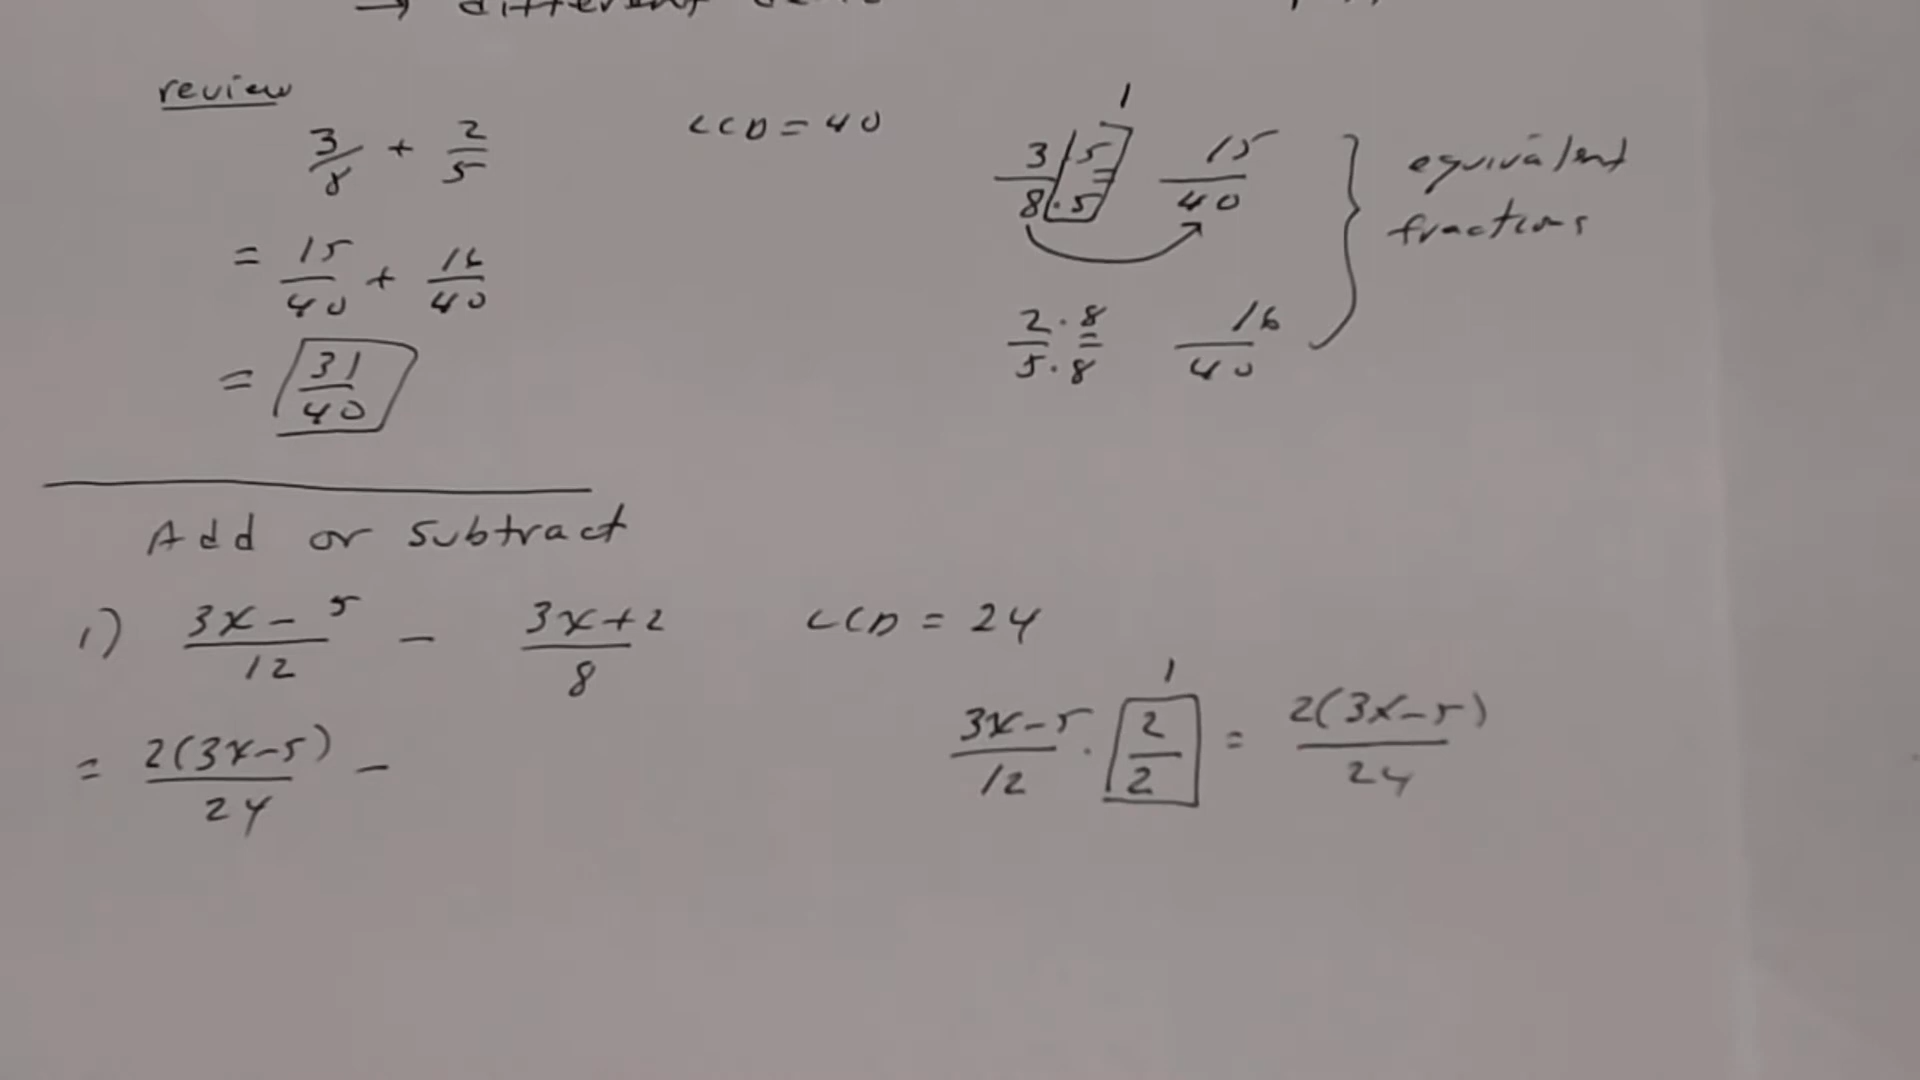 → different
review
3/8 + 2/5
LCD = 40
3/8 · 5/5 = 15/40
1
equivalent
fractions
= 15/40 + 16/40
2 · 8 / 5 · 8 = 16/40
= 31/40
Add or subtract
1) 3x - 5 / 12 - 3x + 2 / 8
LCD = 24
1
3x - 5 / 12 · 2/2 = 2(3x - 5) / 24
= 2(3x - 5) / 24 -